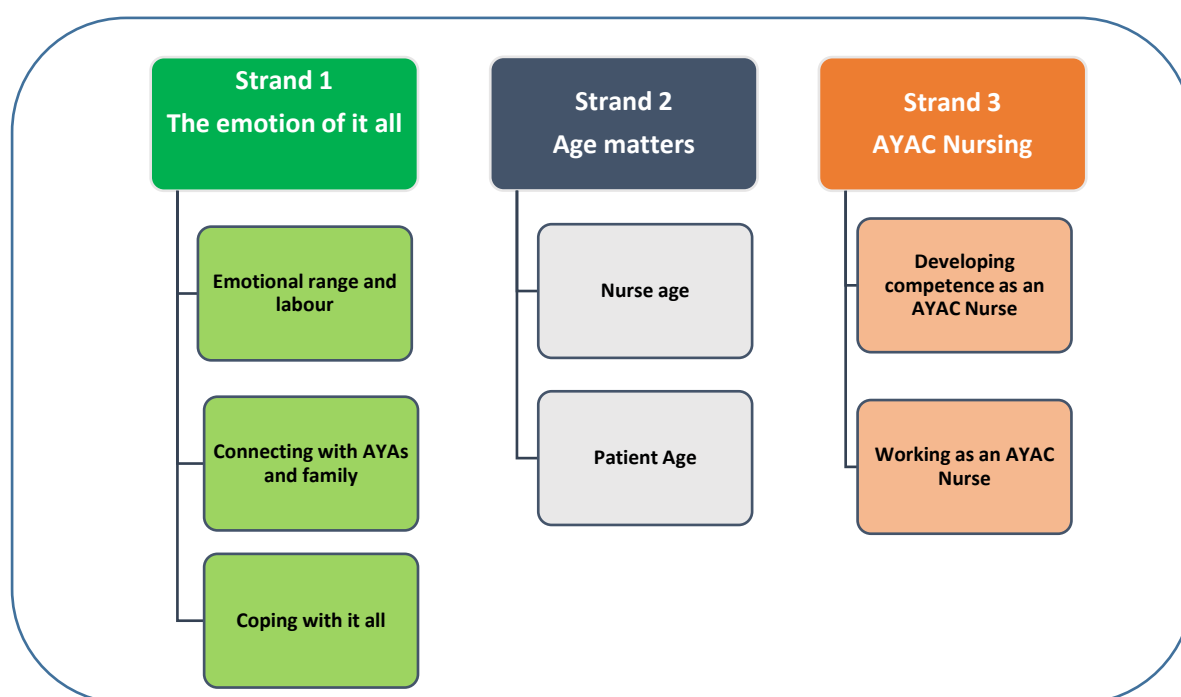 Strand 1
The emotion of it all
Emotional range and
labour
Connecting with AYAs
and family
Coping with it all
Strand 2
Age matters
Nurse age
Patient Age
Strand 3
AYAC Nursing
Developing
competence as an
AYAC Nurse
Working as an AYAC
Nurse